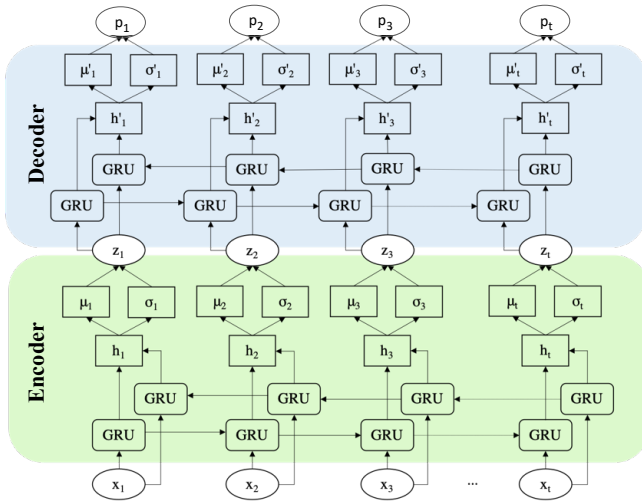 p1 p2 p3 pt
μ'1 σ'1 μ'2 σ'2 μ'3 σ'3 μ't σ't
h'1 h'2 h'3 h't
Decoder
GRU GRU GRU GRU
GRU GRU GRU GRU
z1 z2 z3 zt
μ1 σ1 μ2 σ2 μ3 σ3 μt σt
h1 h2 h3 ht
Encoder
GRU GRU GRU GRU
GRU GRU GRU GRU
x1 x2 x3 ... xt